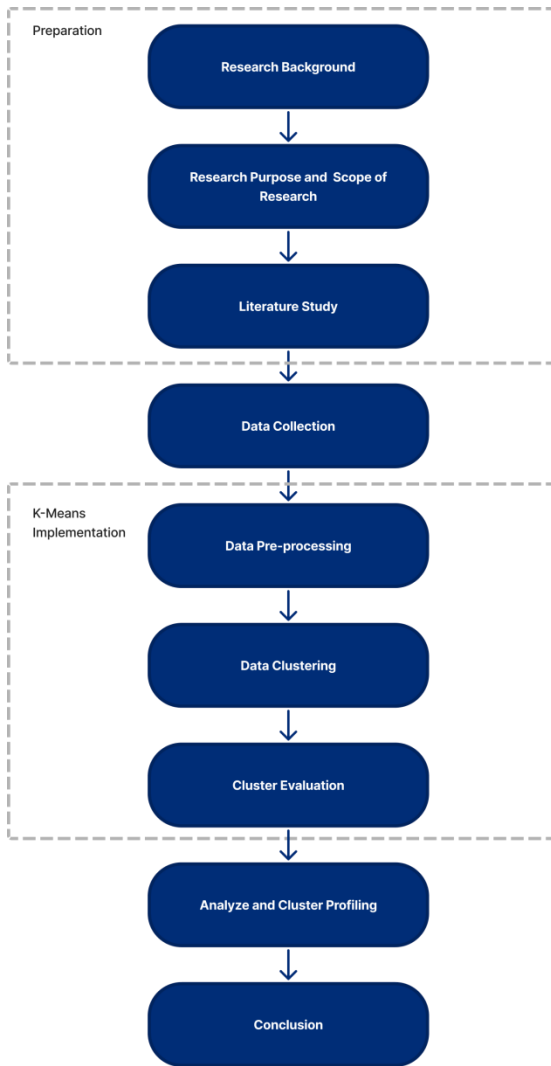 Preparation
Research Background
Research Purpose and Scope of
Research
Literature Study
Data Collection
K-Means
Implementation
Data Pre-processing
Data Clustering
Cluster Evaluation
Analyze and Cluster Profiling
Conclusion